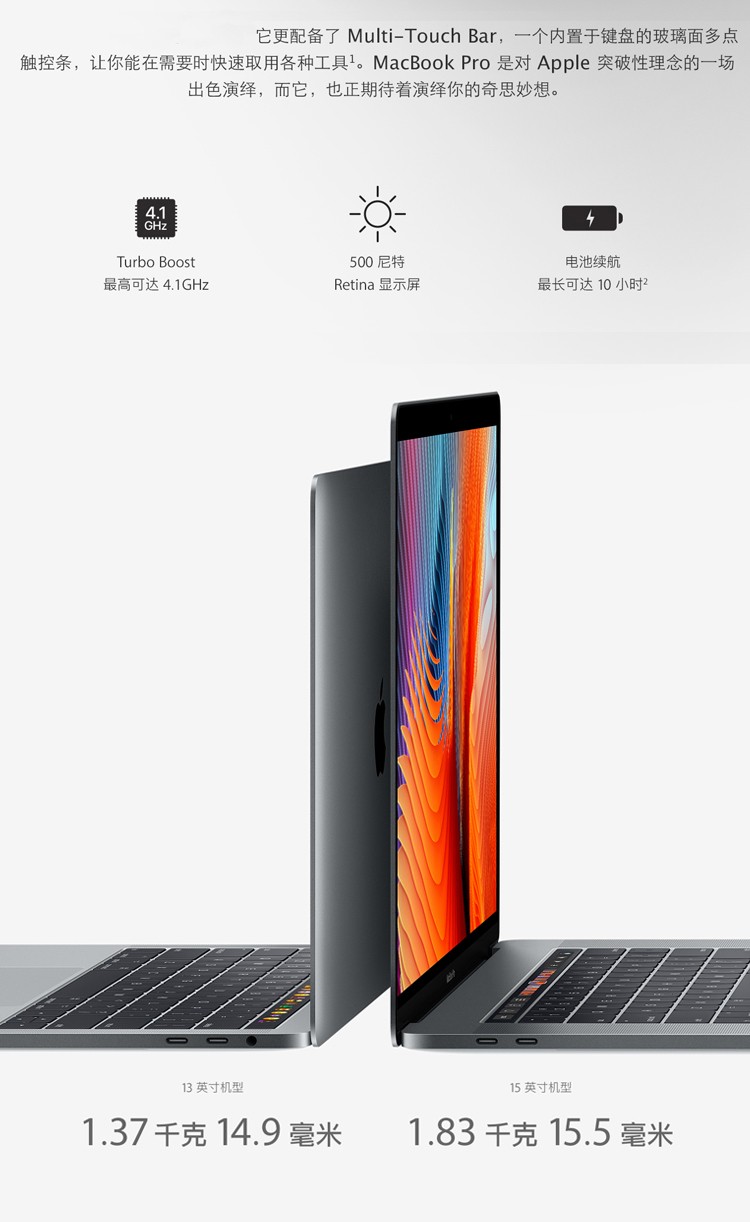 它更配备了 Multi-Touch Bar，一个内置于键盘的玻璃面多点
触控条，让你能在需要时快速取用各种工具¹。MacBook Pro 是对 Apple 突破性理念的一场
出色演绎，而它，也正期待着演绎你的奇思妙想。
4.1
GHz
Turbo Boost
最高可达 4.1GHz
500 尼特
Retina 显示屏
电池续航
最长可达 10 小时²
13 英寸机型
1.37 千克 14.9 毫米
15 英寸机型
1.83 千克 15.5 毫米